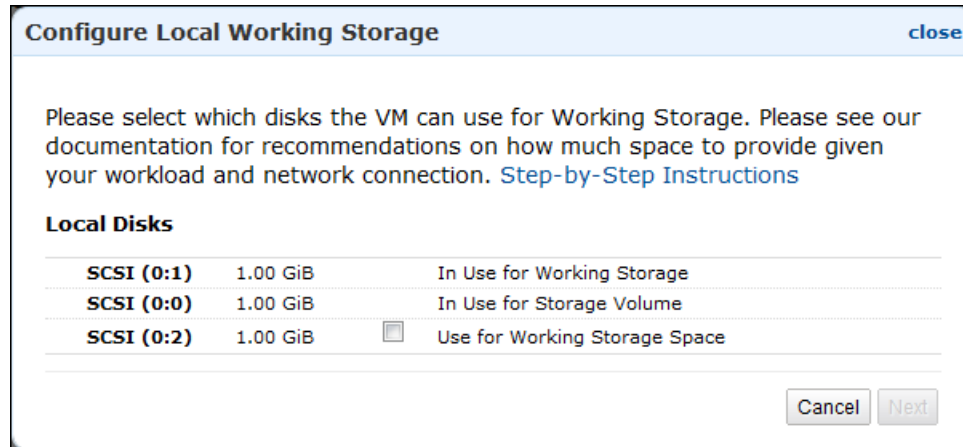 Configure Local Working Storage close
Please select which disks the VM can use for Working Storage. Please see our
documentation for recommendations on how much space to provide given
your workload and network connection. Step-by-Step Instructions
Local Disks
SCSI (0:1) 1.00 GiB In Use for Working Storage
SCSI (0:0) 1.00 GiB In Use for Storage Volume
SCSI (0:2) 1.00 GiB Use for Working Storage Space
Cancel Next